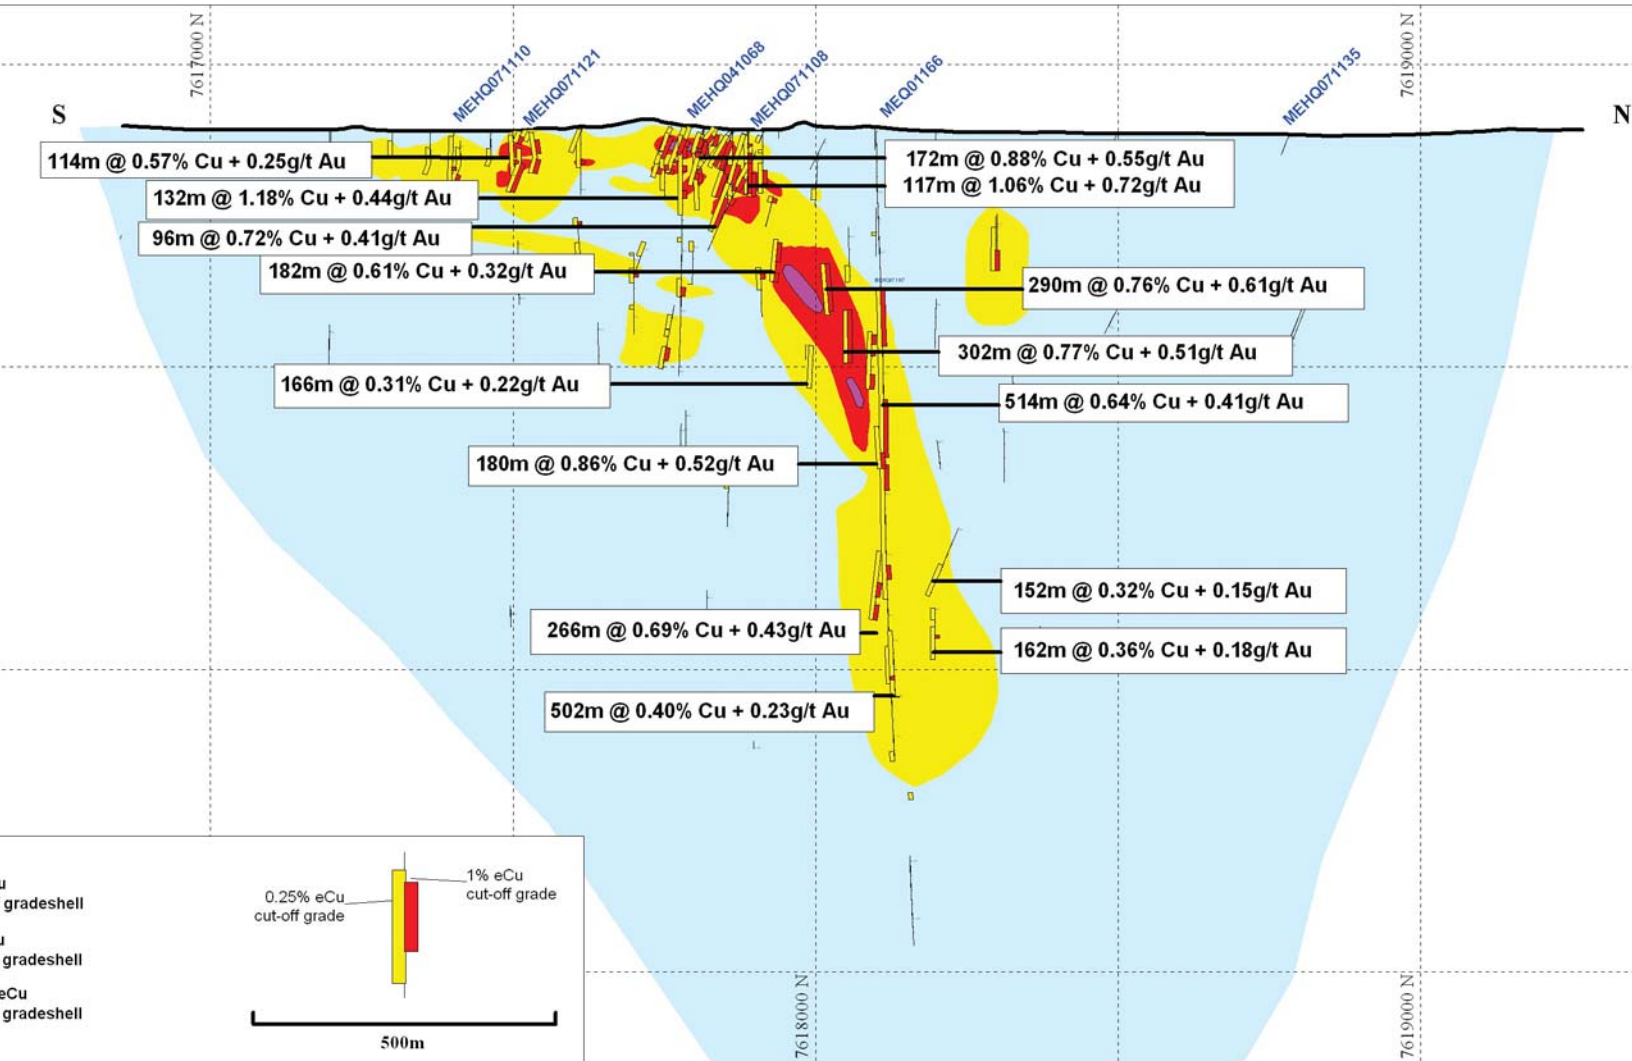 7617000 N
7619000 N
MEHQ071110
MEHQ071121
MEHQ041068
MEHQ071108
MEQ01166
MEHQ071135
S
N
114m @ 0.57% Cu + 0.25g/t Au
172m @ 0.88% Cu + 0.55g/t Au
117m @ 1.06% Cu + 0.72g/t Au
132m @ 1.18% Cu + 0.44g/t Au
96m @ 0.72% Cu + 0.41g/t Au
182m @ 0.61% Cu + 0.32g/t Au
290m @ 0.76% Cu + 0.61g/t Au
302m @ 0.77% Cu + 0.51g/t Au
166m @ 0.31% Cu + 0.22g/t Au
514m @ 0.64% Cu + 0.41g/t Au
180m @ 0.86% Cu + 0.52g/t Au
152m @ 0.32% Cu + 0.15g/t Au
266m @ 0.69% Cu + 0.43g/t Au
162m @ 0.36% Cu + 0.18g/t Au
502m @ 0.40% Cu + 0.23g/t Au
u
gradeshell
u
gradeshell
eCu
gradeshell
0.25% eCu
cut-off grade
1% eCu
cut-off grade
500m
7618000 N
7619000 N